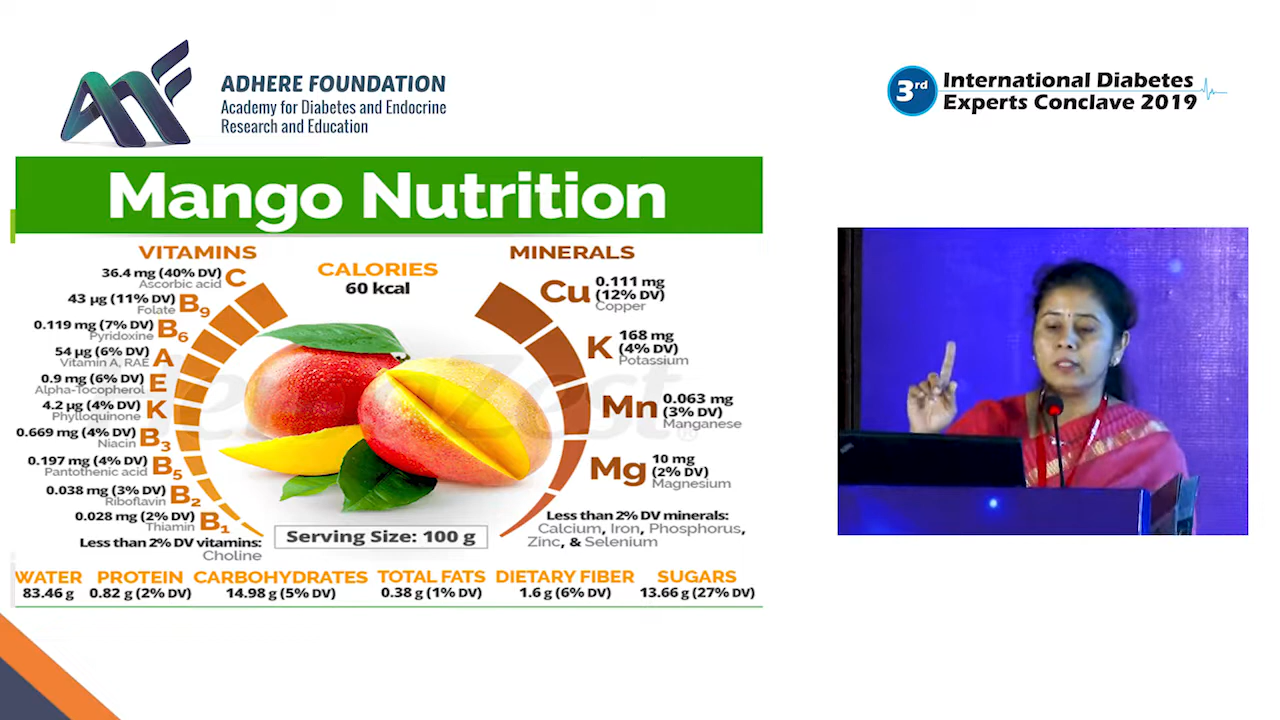 ADHERE FOUNDATION
Academy for Diabetes and Endocrine
Research and Education
3rd
International Diabetes
Experts Conclave 2019
Mango Nutrition
VITAMINS
36.4 mg (40% DV)
Ascorbic acid
C
43 µg (11% DV)
Folate
B9
0.119 mg (7% DV)
Pyridoxine
B6
54 µg (6% DV)
Vitamin A, RAE
A
0.9 mg (6% DV)
Alpha-Tocopherol
E
4.2 µg (4% DV)
Phylloquinone
K
0.669 mg (4% DV)
Niacin
B3
0.197 mg (4% DV)
Pantothenic acid
B5
0.038 mg (3% DV)
Riboflavin
B2
0.028 mg (2% DV)
Thiamin
B1
Less than 2% DV vitamins:
Choline
CALORIES
60 kcal
Serving Size: 100 g
MINERALS
Cu
0.111 mg
(12% DV)
Copper
K
168 mg
(4% DV)
Potassium
Mn
0.063 mg
(3% DV)
Manganese
Mg
10 mg
(2% DV)
Magnesium
Less than 2% DV minerals:
Calcium, Iron, Phosphorus,
Zinc, & Selenium
WATER PROTEIN CARBOHYDRATES TOTAL FATS DIETARY FIBER SUGARS
83.46 g 0.82 g (2% DV) 14.98 g (5% DV) 0.38 g (1% DV) 1.6 g (6% DV) 13.66 g (27% DV)